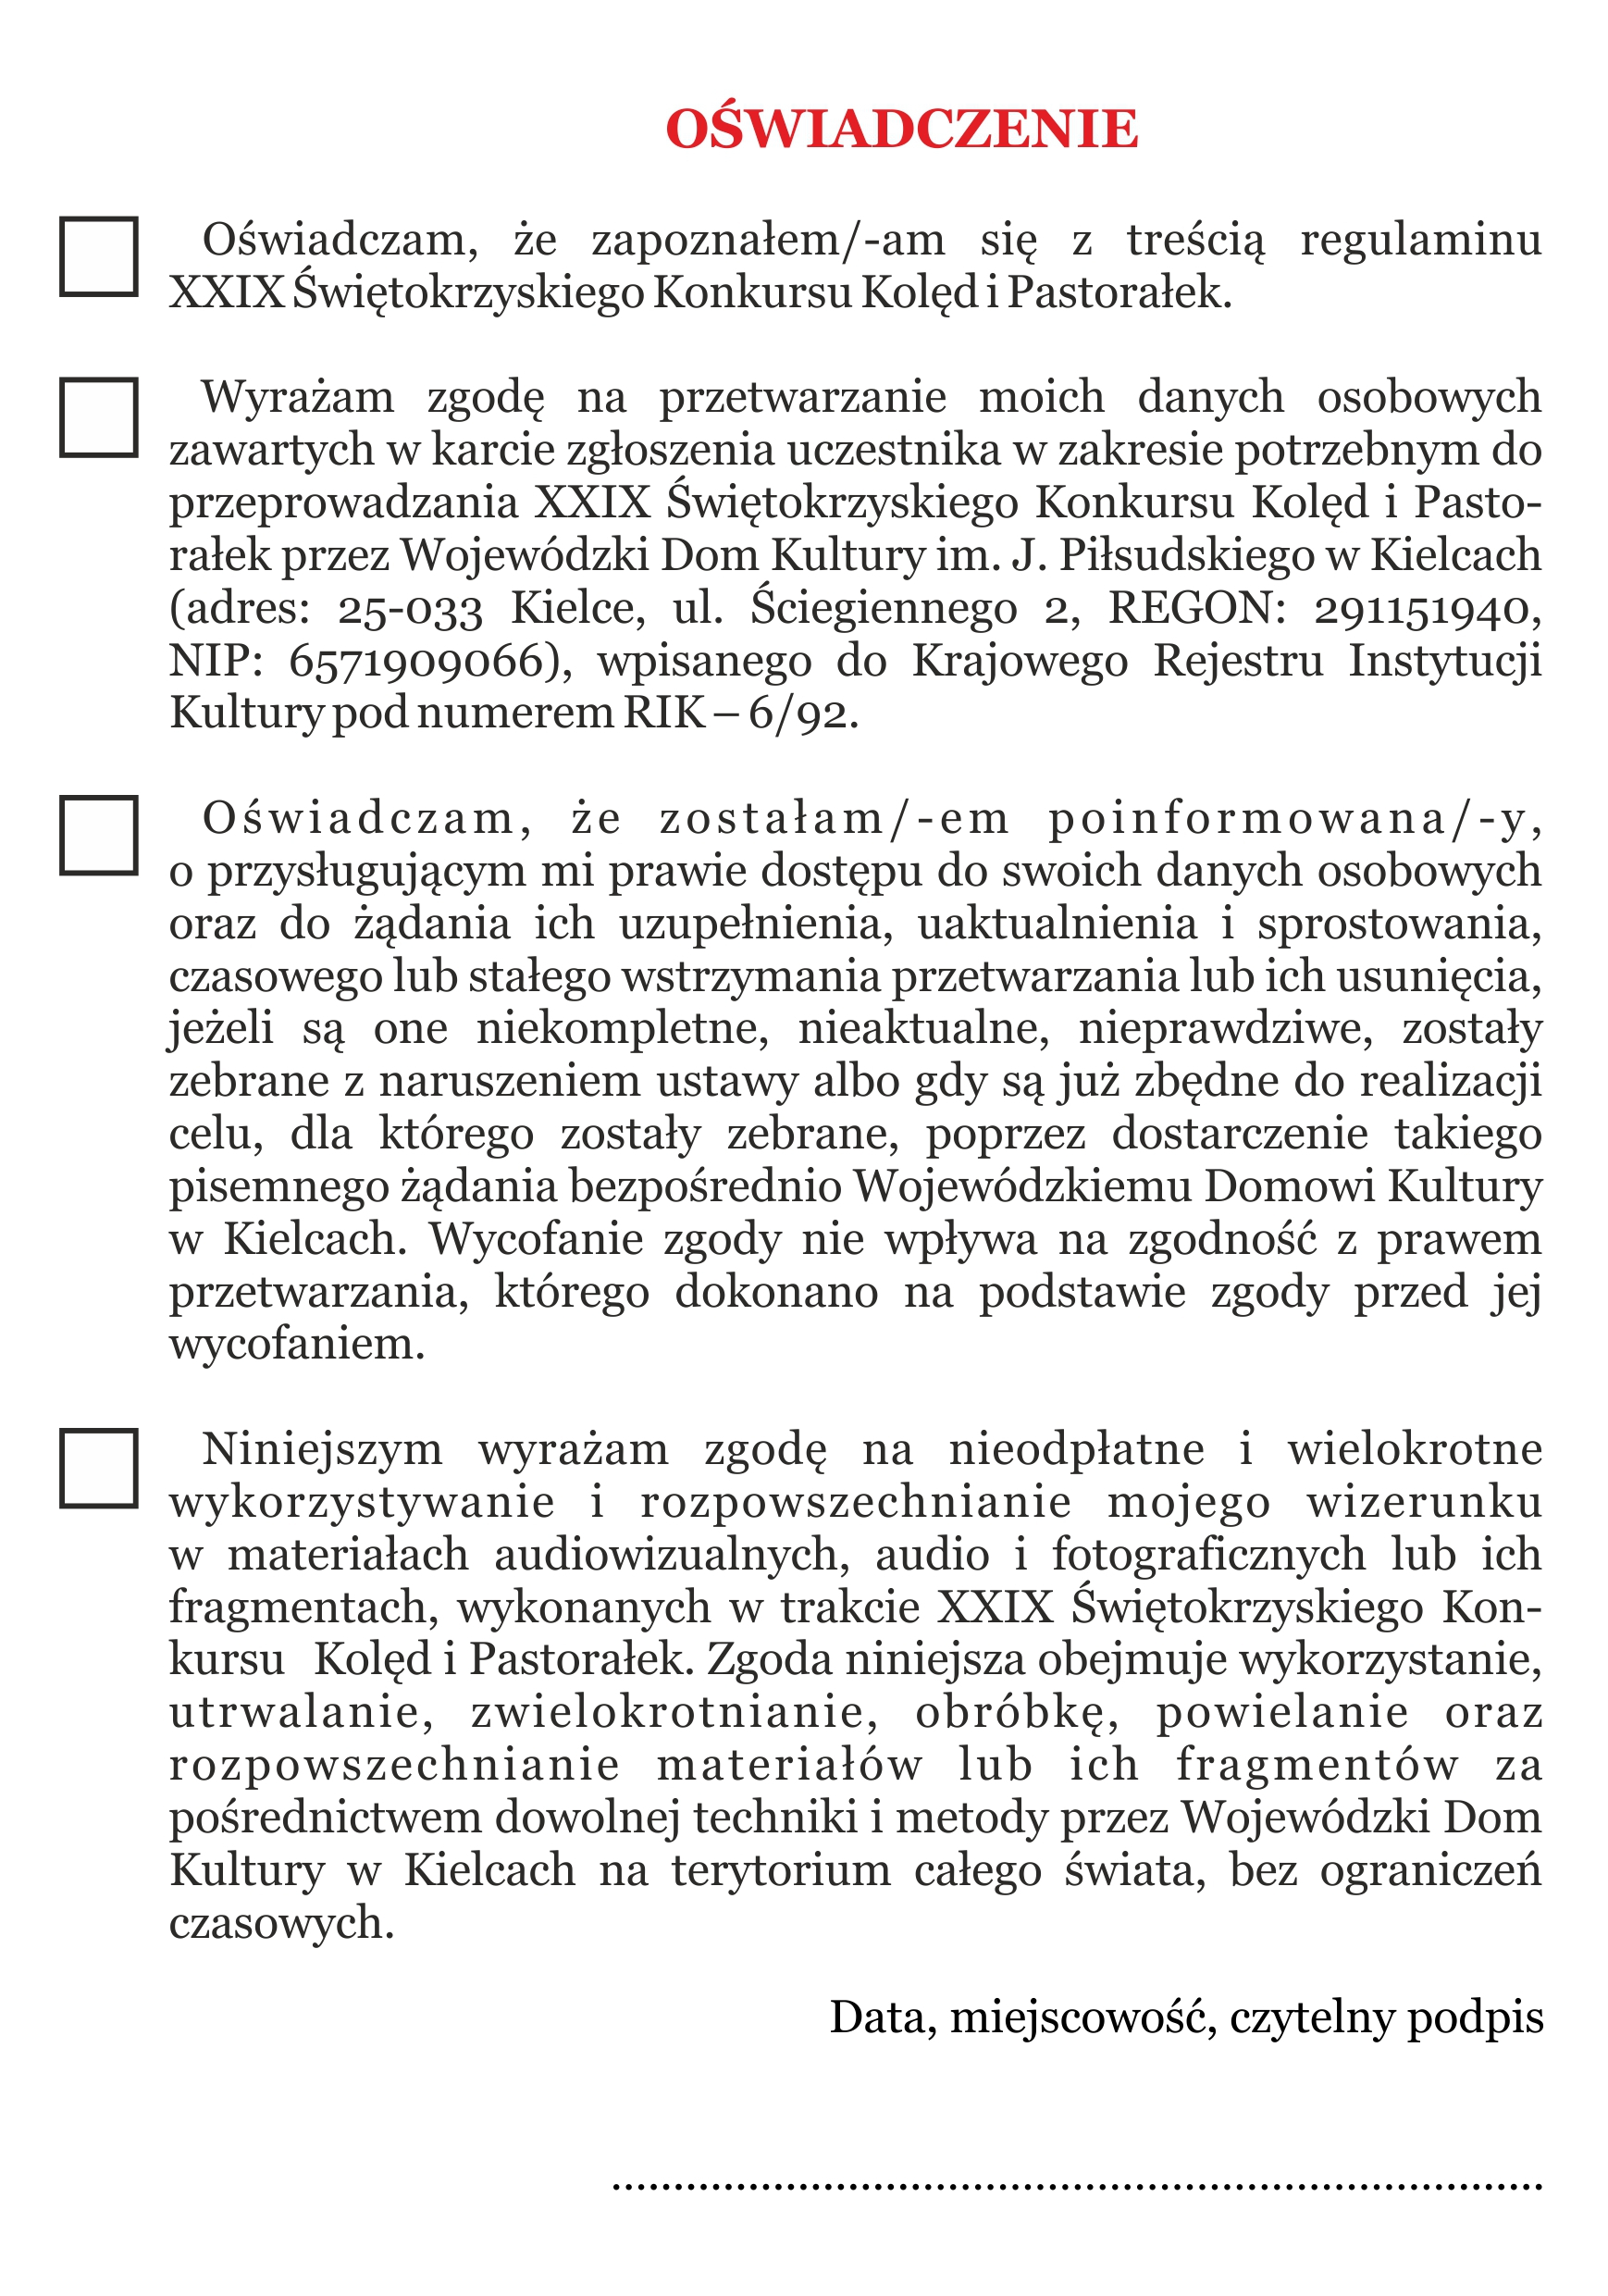 OŚWIADCZENIE
Oświadczam, że zapoznałem/-am się z treścią regulaminu
XXIX Świętokrzyskiego Konkursu Kolęd i Pastorałek.
Wyrażam zgodę na przetwarzanie moich danych osobowych
zawartych w karcie zgłoszenia uczestnika w zakresie potrzebnym do
przeprowadzania XXIX Świętokrzyskiego Konkursu Kolęd i Pasto-
rałek przez Wojewódzki Dom Kultury im. J. Piłsudskiego w Kielcach
(adres: 25-033 Kielce, ul. Ściegiennego 2, REGON: 291151940,
NIP: 6571909066), wpisanego do Krajowego Rejestru Instytucji
Kultury pod numerem RIK – 6/92.
Oświadczam, że zostałam/-em poinformowana/-y,
o przysługującym mi prawie dostępu do swoich danych osobowych
oraz do żądania ich uzupełnienia, uaktualnienia i sprostowania,
czasowego lub stałego wstrzymania przetwarzania lub ich usunięcia,
jeżeli są one niekompletne, nieaktualne, nieprawdziwe, zostały
zebrane z naruszeniem ustawy albo gdy są już zbędne do realizacji
celu, dla którego zostały zebrane, poprzez dostarczenie takiego
pisemnego żądania bezpośrednio Wojewódzkiemu Domowi Kultury
w Kielcach. Wycofanie zgody nie wpływa na zgodność z prawem
przetwarzania, którego dokonano na podstawie zgody przed jej
wycofaniem.
Niniejszym wyrażam zgodę na nieodpłatne i wielokrotne
wykorzystywanie i rozpowszechnianie mojego wizerunku
w materiałach audiowizualnych, audio i fotograficznych lub ich
fragmentach, wykonanych w trakcie XXIX Świętokrzyskiego Kon-
kursu Kolęd i Pastorałek. Zgoda niniejsza obejmuje wykorzystanie,
utrwalanie, zwielokrotnianie, obróbkę, powielanie oraz
rozpowszechnianie materiałów lub ich fragmentów za
pośrednictwem dowolnej techniki i metody przez Wojewódzki Dom
Kultury w Kielcach na terytorium całego świata, bez ograniczeń
czasowych.
Data, miejscowość, czytelny podpis
............................................................................